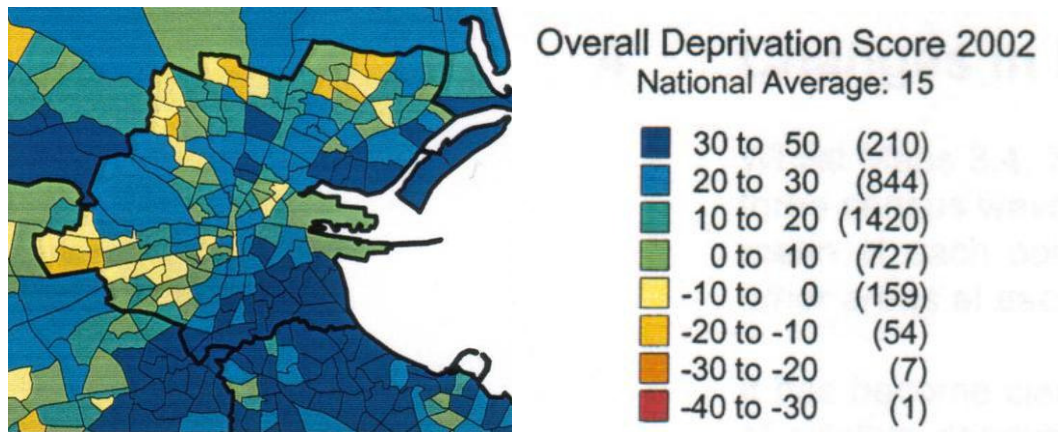 Overall Deprivation Score 2002
National Average: 15
30 to 50 (210)
20 to 30 (844)
10 to 20 (1420)
0 to 10 (727)
-10 to 0 (159)
-20 to -10 (54)
-30 to -20 (7)
-40 to -30 (1)